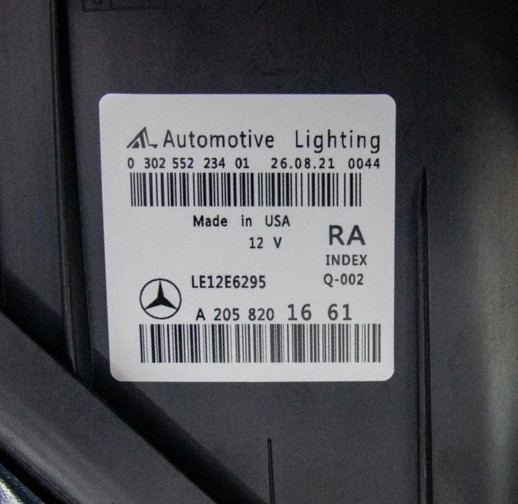 AL Automotive Lighting
0 302 552 234 01 26.08.21 0044
Made in USA
12 V
RA
INDEX
LE12E6295 Q-002
A 205 820 16 61